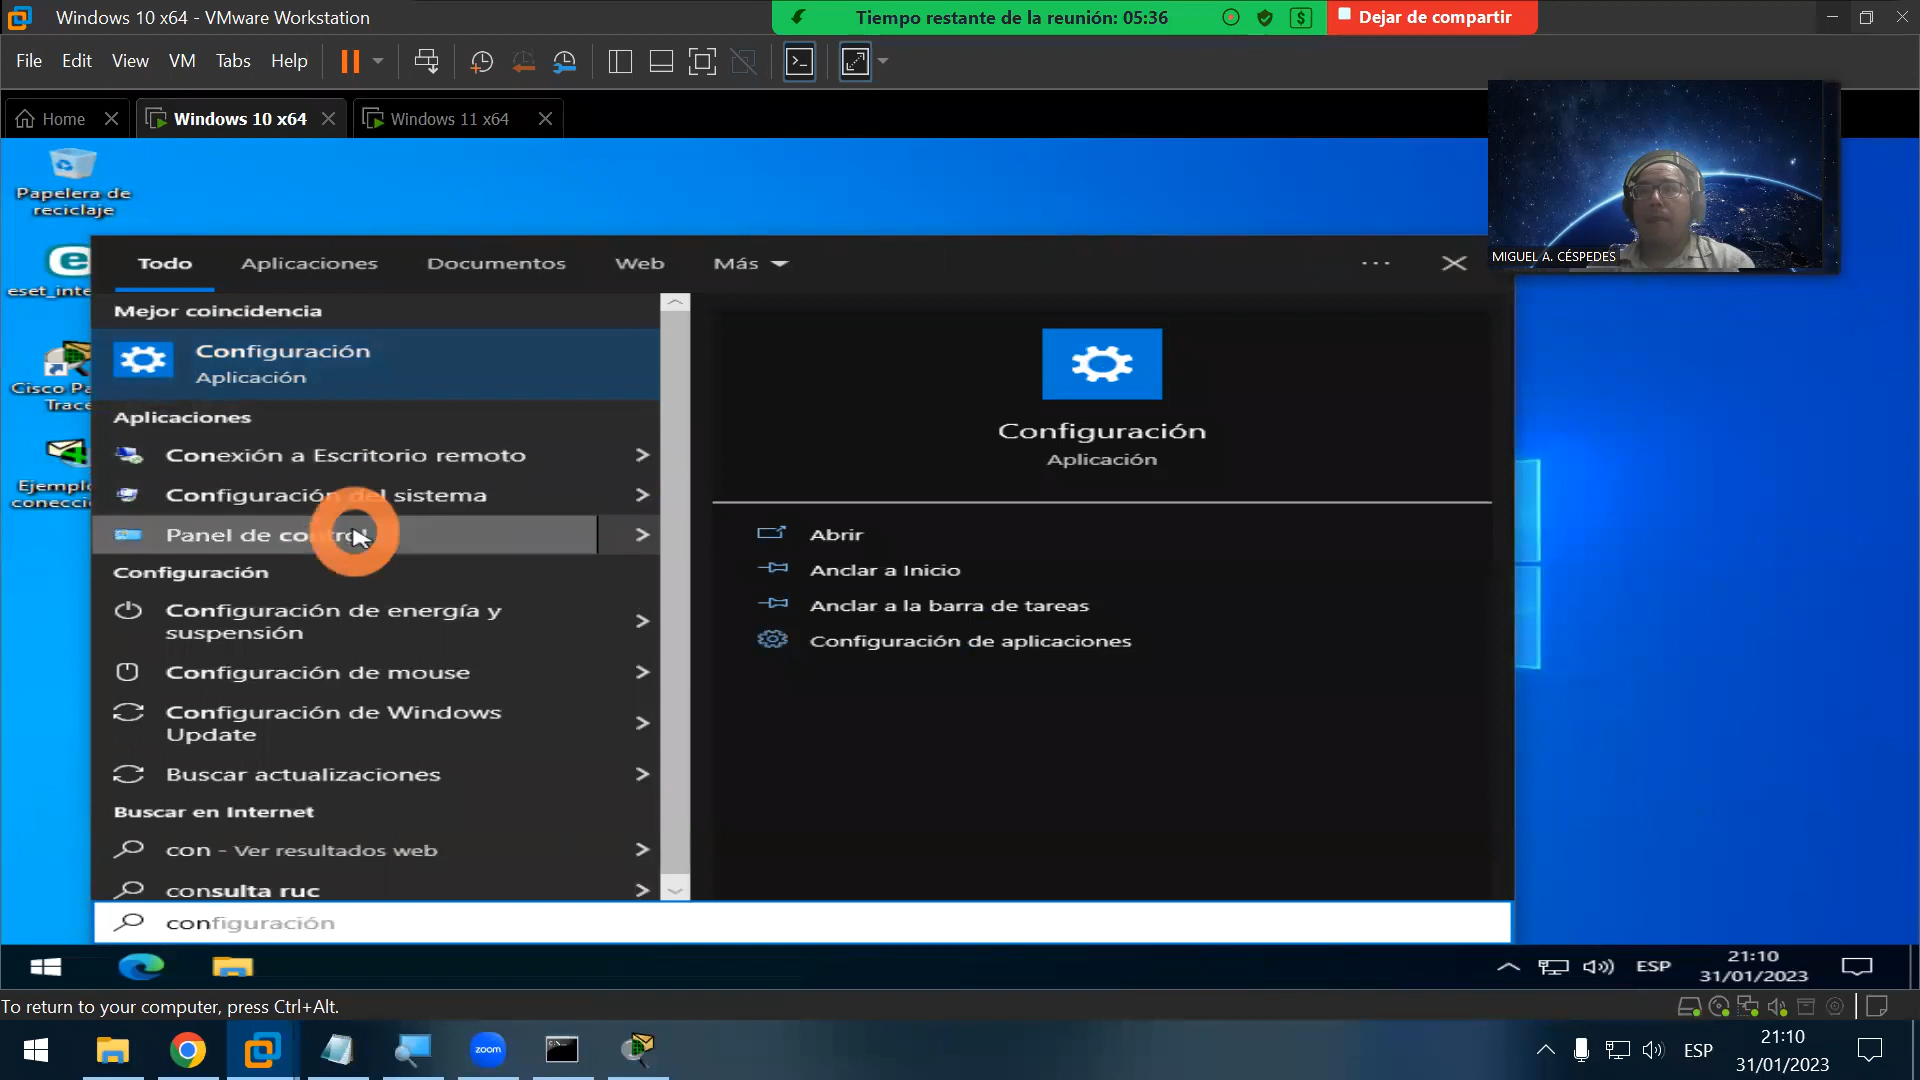 Windows 10 x64 - VMware Workstation
Tiempo restante de la reunión: 05:36
Dejar de compartir
File Edit View VM Tabs Help
Home
Windows 10 x64
Windows 11 x64
MIGUEL A. CÉSPEDES
Papelera de
reciclaje
eset_inte
Cisco Pa
Trace
Ejempl
conecci
Todo Aplicaciones Documentos Web Más
Mejor coincidencia
Configuración
Aplicación
Aplicaciones
Conexión a Escritorio remoto
Configuración del sistema
Panel de control
Configuración
Configuración de energía y
suspensión
Configuración de mouse
Configuración de Windows
Update
Buscar actualizaciones
Buscar en Internet
con - Ver resultados web
consulta ruc
configuración
Configuración
Aplicación
Abrir
Anclar a Inicio
Anclar a la barra de tareas
Configuración de aplicaciones
ESP
21:10
31/01/2023
To return to your computer, press Ctrl+Alt.
zoom
ESP
21:10
31/01/2023